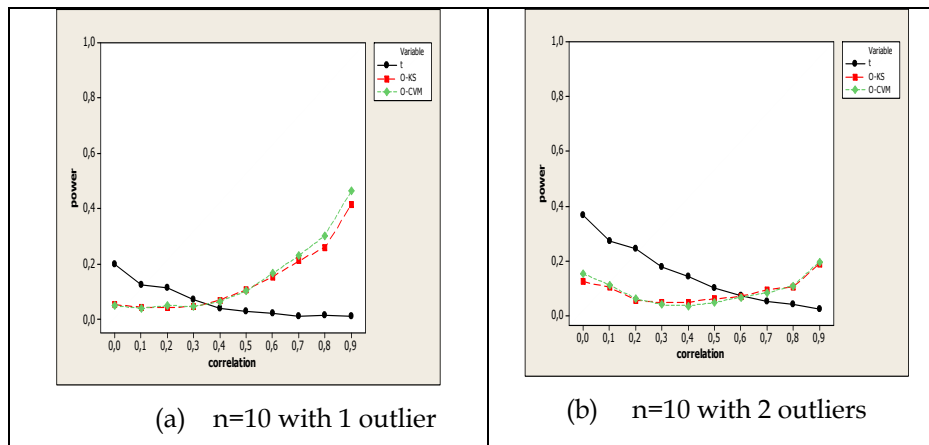 1,0
0,8
0,6
0,4
0,2
0,0
power
0,0 0,1 0,2 0,3 0,4 0,5 0,6 0,7 0,8 0,9
correlation
Variable
t
O-KS
O-CVM
(a) n=10 with 1 outlier
1,0
0,8
0,6
0,4
0,2
0,0
power
0,0 0,1 0,2 0,3 0,4 0,5 0,6 0,7 0,8 0,9
correlation
Variable
t
O-KS
O-CVM
(b) n=10 with 2 outliers